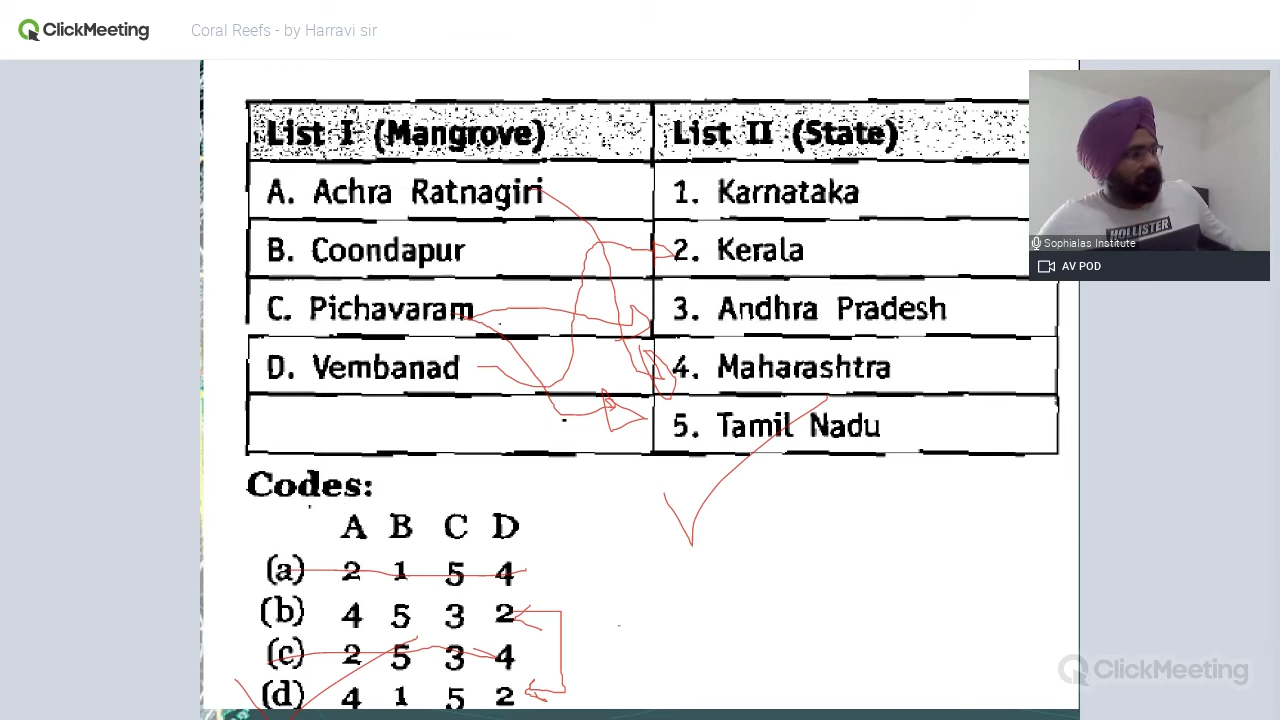 ClickMeeting Coral Reefs - by Harravi sir
List I (Mangrove) List II (State)
A. Achra Ratnagiri 1. Karnataka
B. Coondapur 2. Kerala
C. Pichavaram 3. Andhra Pradesh
D. Vembanad 4. Maharashtra
5. Tamil Nadu
Codes:
A B C D
(a) 2 1 5 4
(b) 4 5 3 2
(c) 2 5 3 4
(d) 4 1 5 2
HOLLISTER
Sophialas Institute
AV POD
ClickMeeting